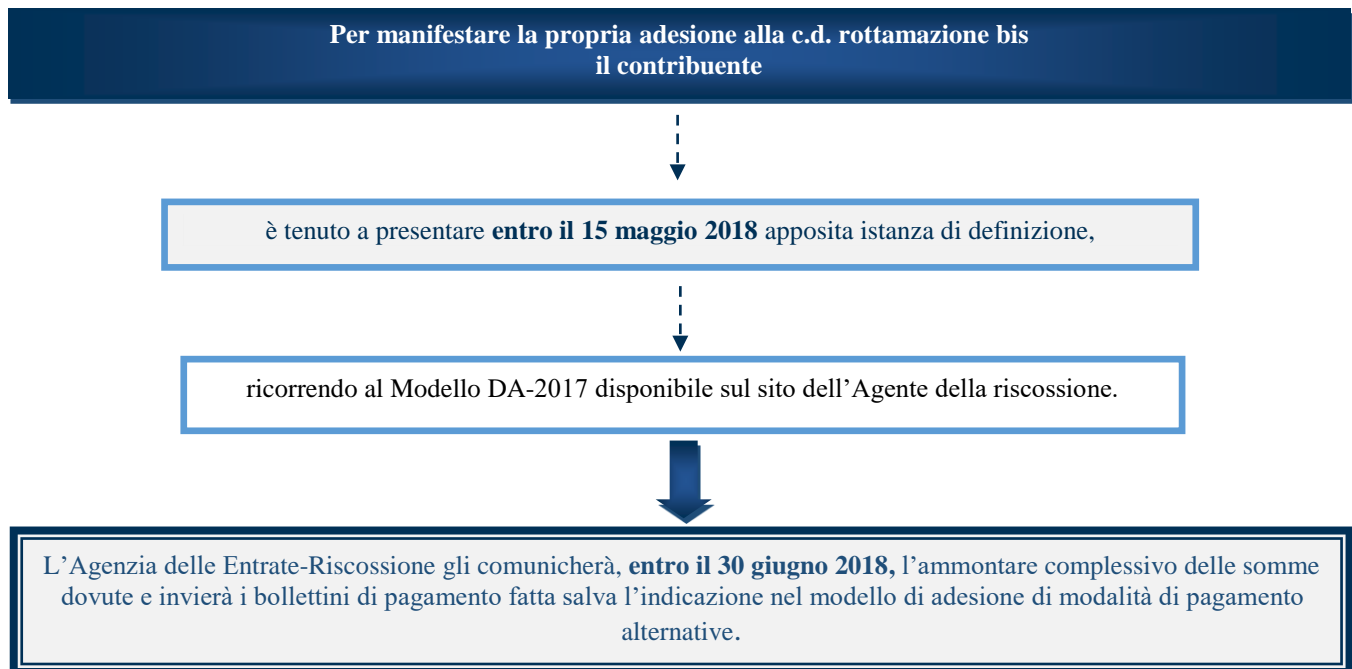 Per manifestare la propria adesione alla c.d. rottamazione bis
il contribuente
è tenuto a presentare entro il 15 maggio 2018 apposita istanza di definizione,
ricorrendo al Modello DA-2017 disponibile sul sito dell’Agente della riscossione.
L’Agenzia delle Entrate-Riscossione gli comunicherà, entro il 30 giugno 2018, l’ammontare complessivo delle somme
dovute e invierà i bollettini di pagamento fatta salva l’indicazione nel modello di adesione di modalità di pagamento
alternative.